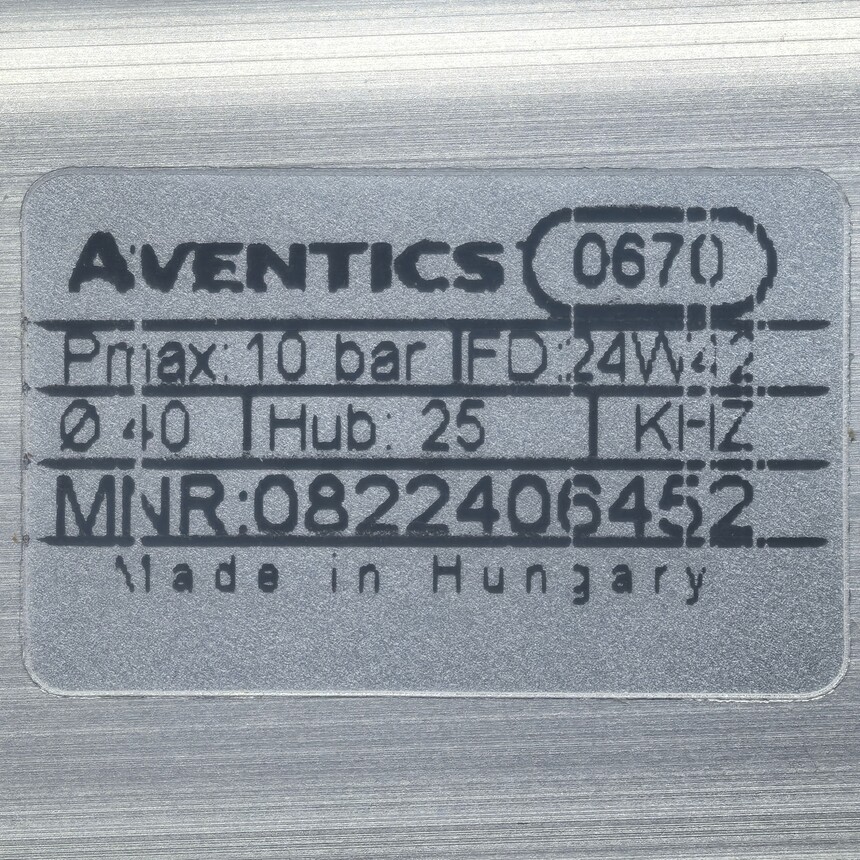 AVENTICS 0670
Pmax: 10 bar FD:24W42
Ø 40 Hub: 25 KHZ
MNR:0822406452
Made in Hungary